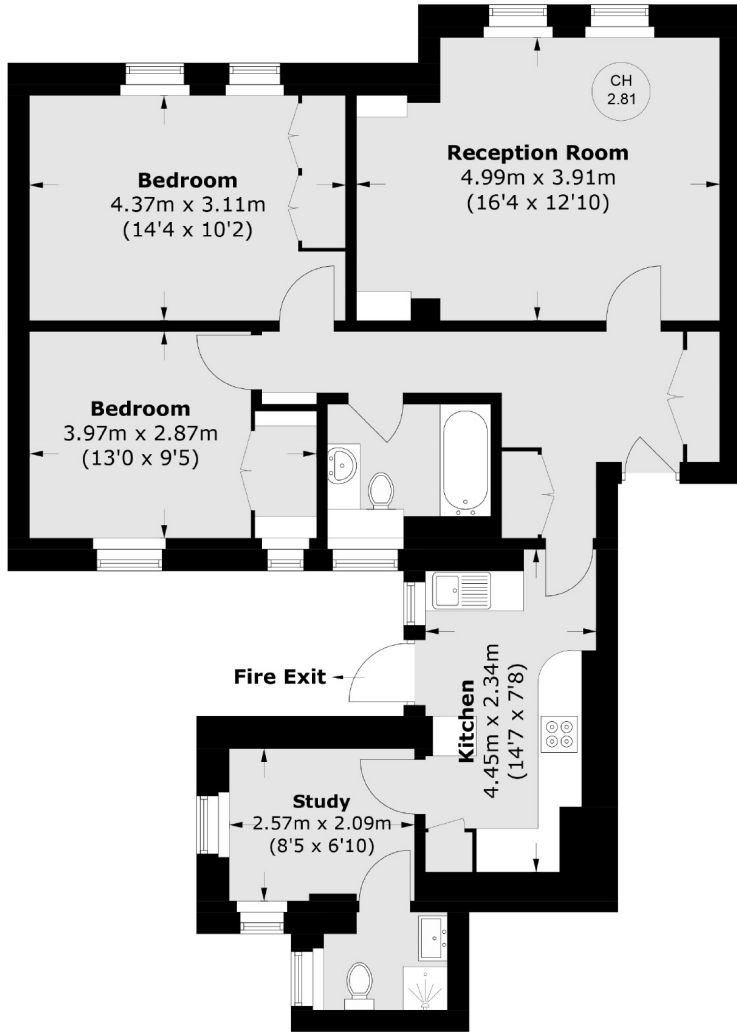 CH
2.81
Reception Room
4.99m x 3.91m
(16'4 x 12'10)
Bedroom
4.37m x 3.11m
(14'4 x 10'2)
Bedroom
3.97m x 2.87m
(13'0 x 9'5)
Fire Exit
Kitchen
4.45m x 2.34m
(14'7 x 7'8)
Study
2.57m x 2.09m
(8'5 x 6'10)